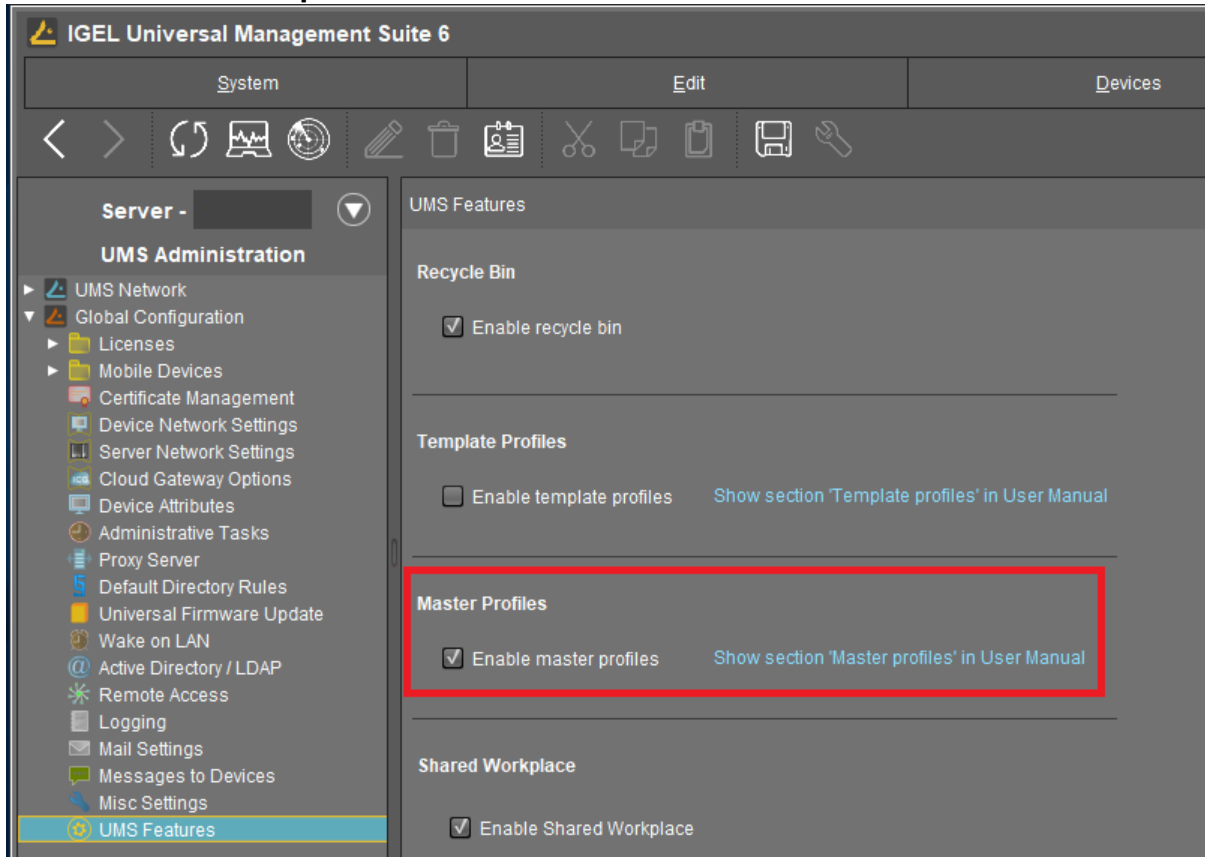 IGEL Universal Management Suite 6
System Edit Devices
Server -
UMS Administration
UMS Network
Global Configuration
Licenses
Mobile Devices
Certificate Management
Device Network Settings
Server Network Settings
Cloud Gateway Options
Device Attributes
Administrative Tasks
Proxy Server
Default Directory Rules
Universal Firmware Update
Wake on LAN
Active Directory / LDAP
Remote Access
Logging
Mail Settings
Messages to Devices
Misc Settings
UMS Features
UMS Features
Recycle Bin
Enable recycle bin
Template Profiles
Enable template profiles Show section 'Template profiles' in User Manual
Master Profiles
Enable master profiles Show section 'Master profiles' in User Manual
Shared Workplace
Enable Shared Workplace